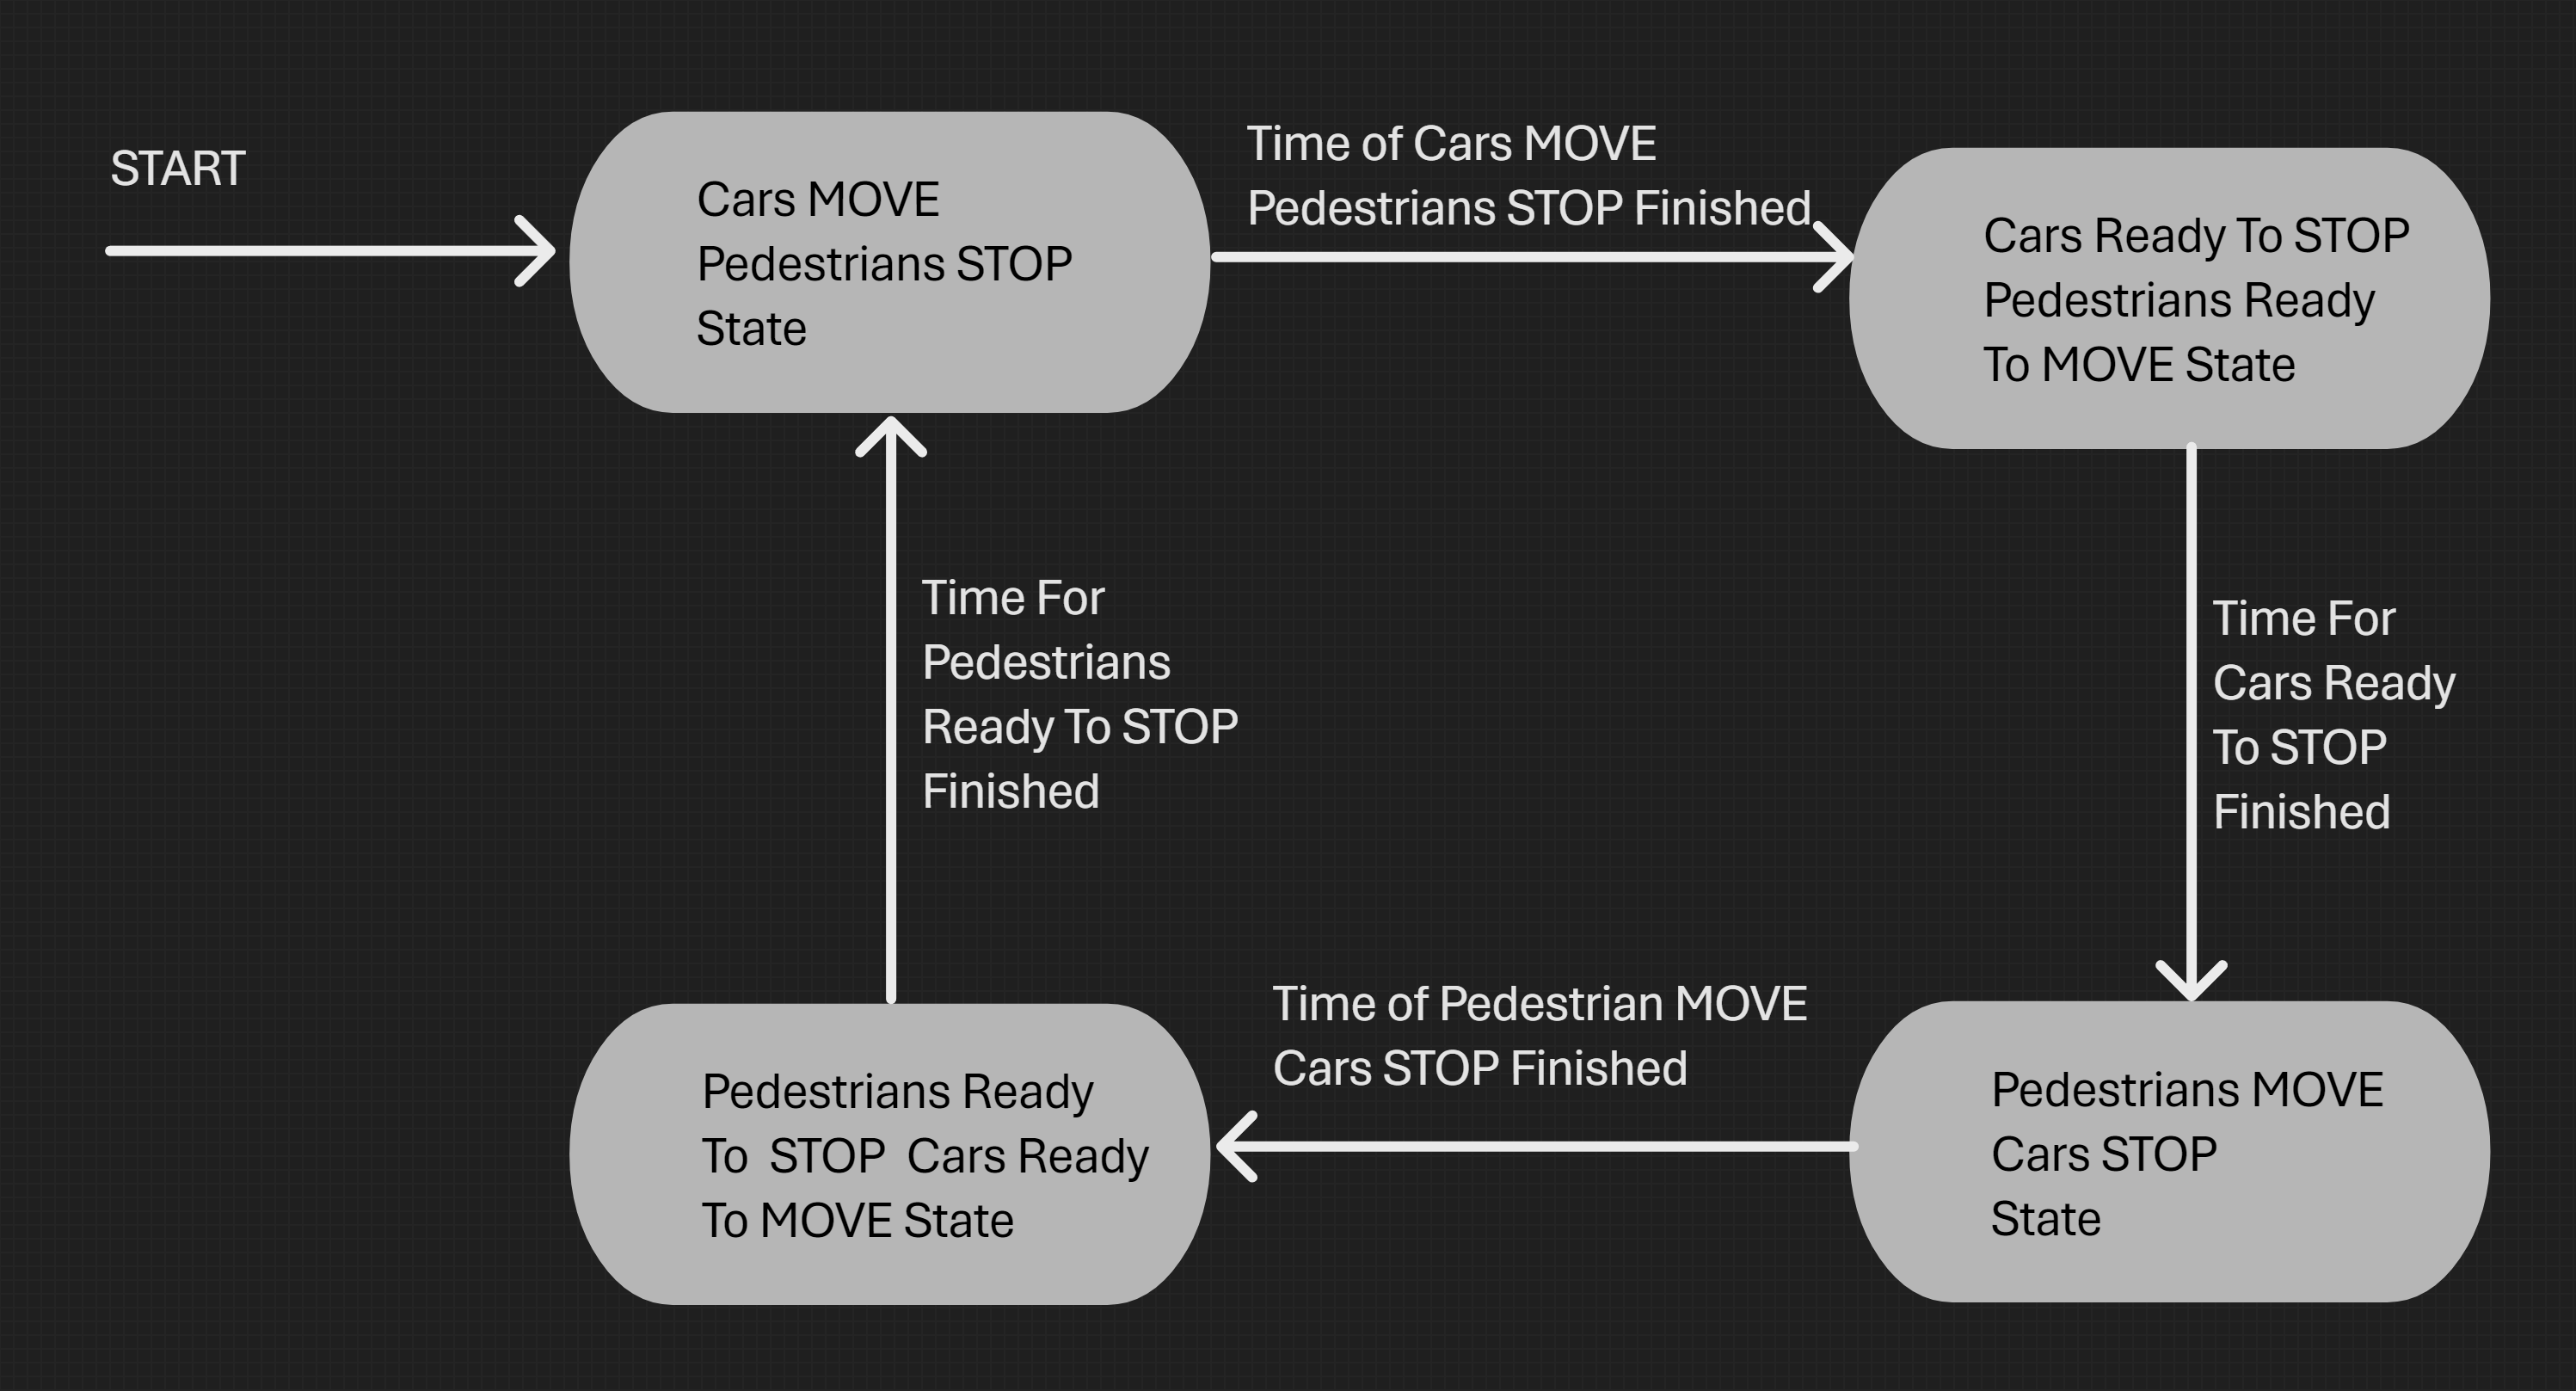 START
Cars MOVE
Pedestrians STOP
State
Time of Cars MOVE
Pedestrians STOP Finished
Cars Ready To STOP
Pedestrians Ready
To MOVE State
Time For
Pedestrians
Ready To STOP
Finished
Time For
Cars Ready
To STOP
Finished
Pedestrians Ready
To  STOP  Cars Ready
To MOVE State
Time of Pedestrian MOVE
Cars STOP Finished
Pedestrians MOVE
Cars STOP
State